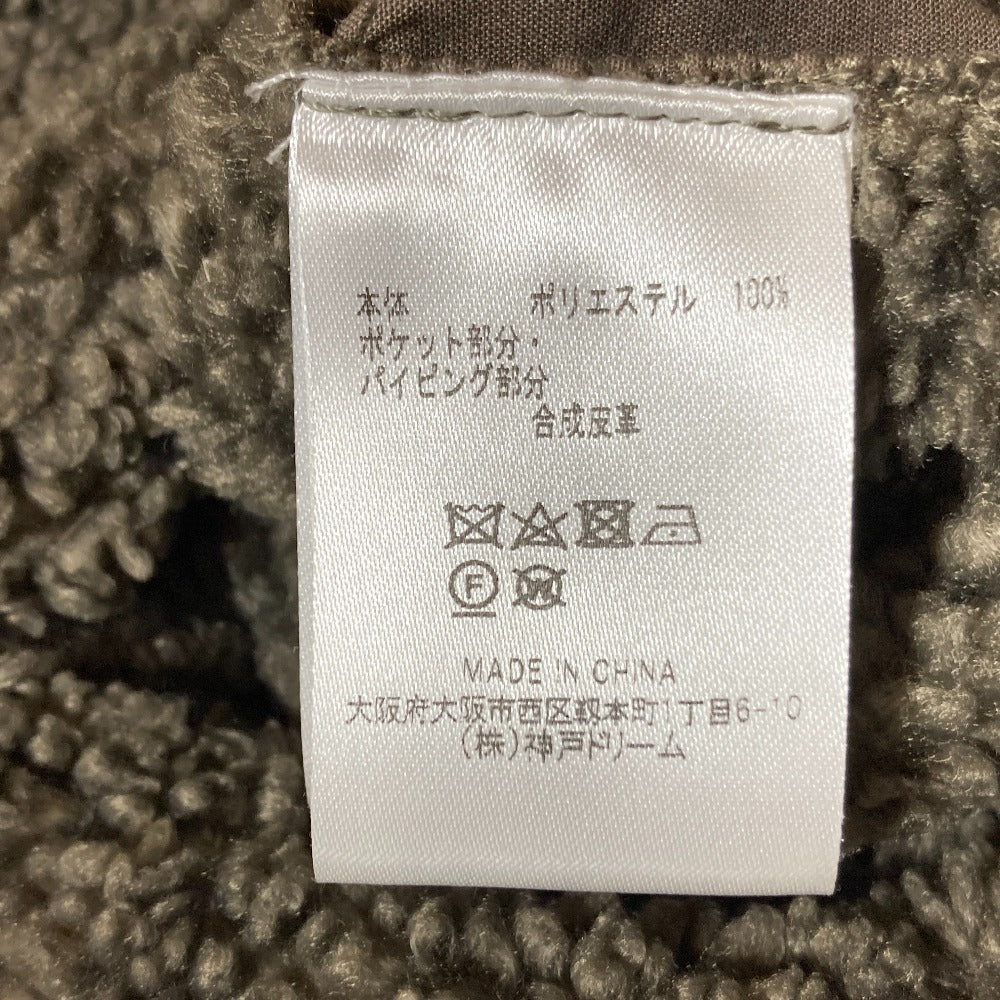 本体 ポリエステル 100%
ポケット部分・
パイピング部分
合成皮革
F
W
MADE IN CHINA
大阪府大阪市西区靱本町1丁目6-10
(株)神戸ドリーム